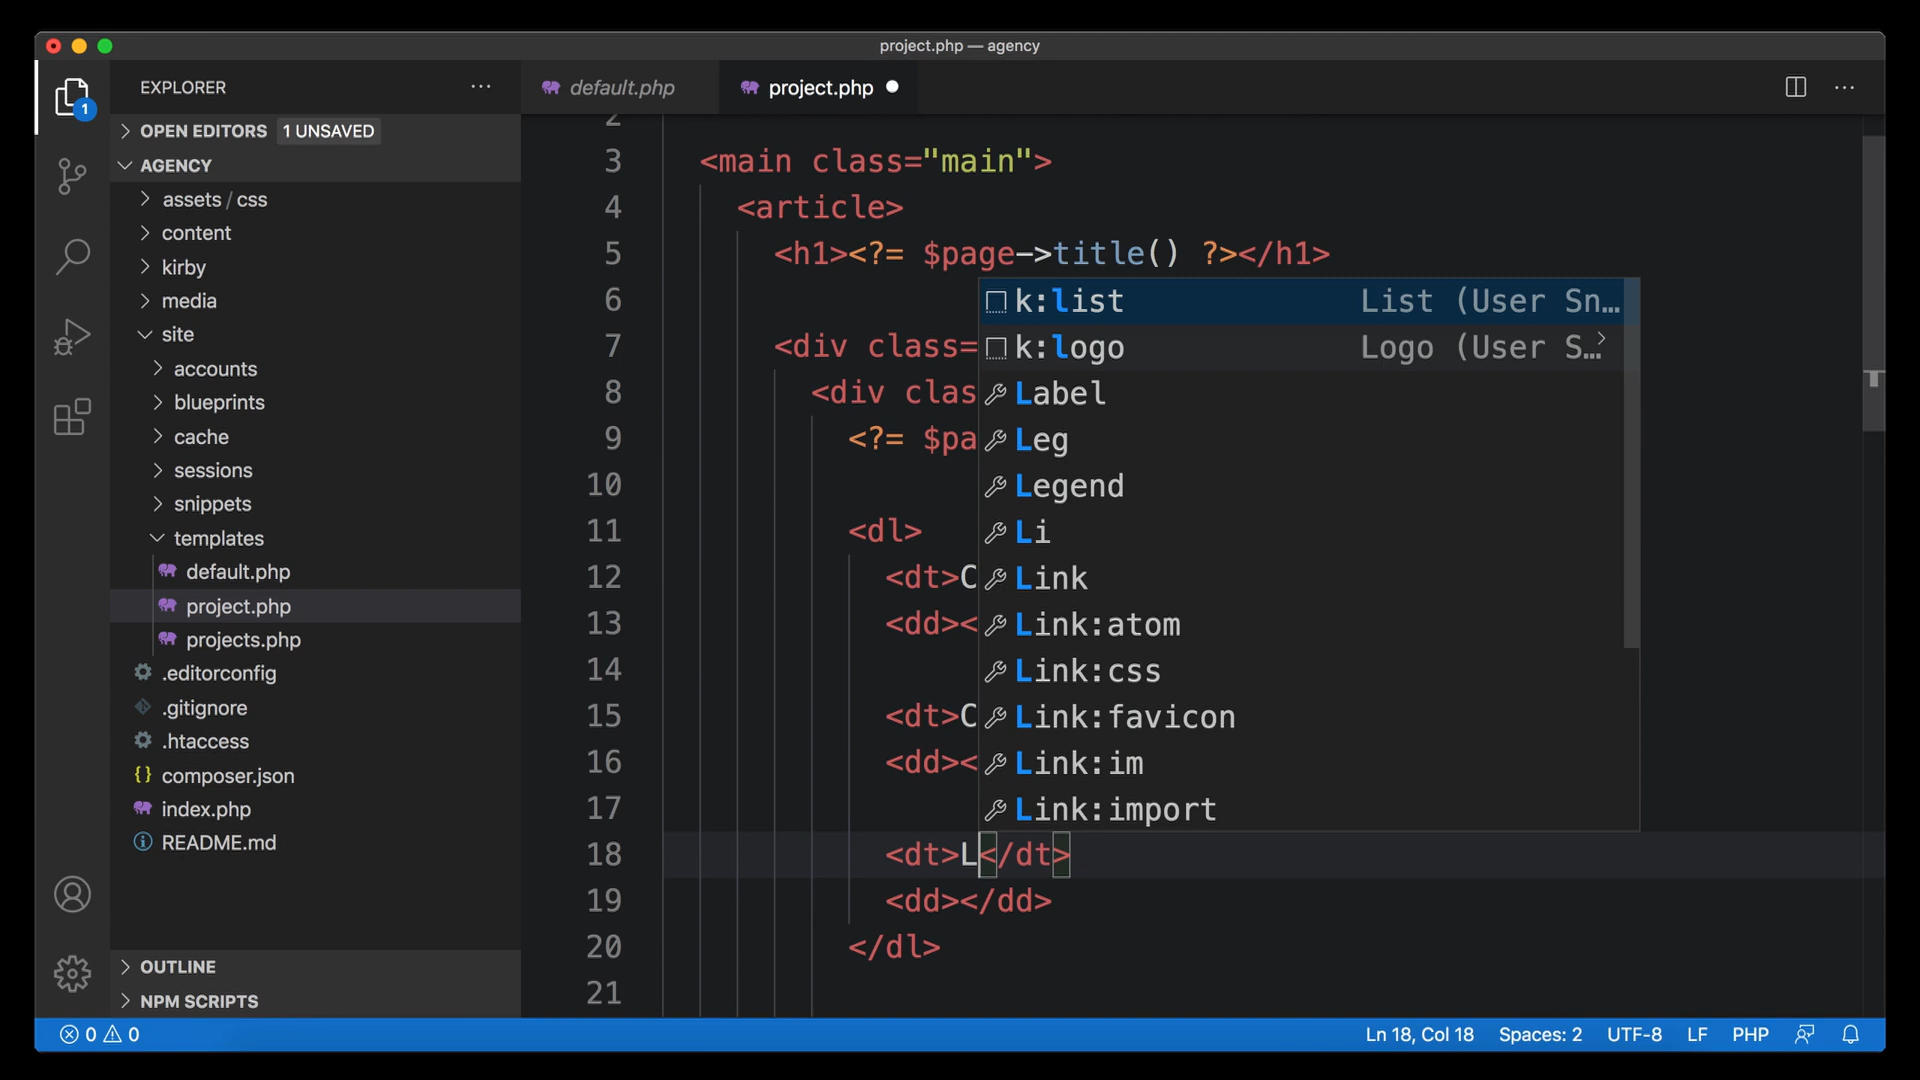 project.php — agency
1
EXPLORER
OPEN EDITORS 1 UNSAVED
AGENCY
assets / css
content
kirby
media
site
accounts
blueprints
cache
sessions
snippets
templates
default.php
project.php
projects.php
.editorconfig
.gitignore
.htaccess
composer.json
index.php
README.md
OUTLINE
NPM SCRIPTS
default.php
project.php
2
3 <main class="main">
4 <article>
5 <h1><?= $page->title() ?></h1>
6
7 <div class=
8 <div clas
9 <?= $pa
10
11 <dl>
12 <dt>C
13 <dd><
14
15 <dt>C
16 <dd><
17
18 <dt>L</dt>
19 <dd></dd>
20 </dl>
21
k:list List (User Sn…
k:logo Logo (User S…
Label
Leg
Legend
Li
Link
Link:atom
Link:css
Link:favicon
Link:im
Link:import
0 0
Ln 18, Col 18 Spaces: 2 UTF-8 LF PHP